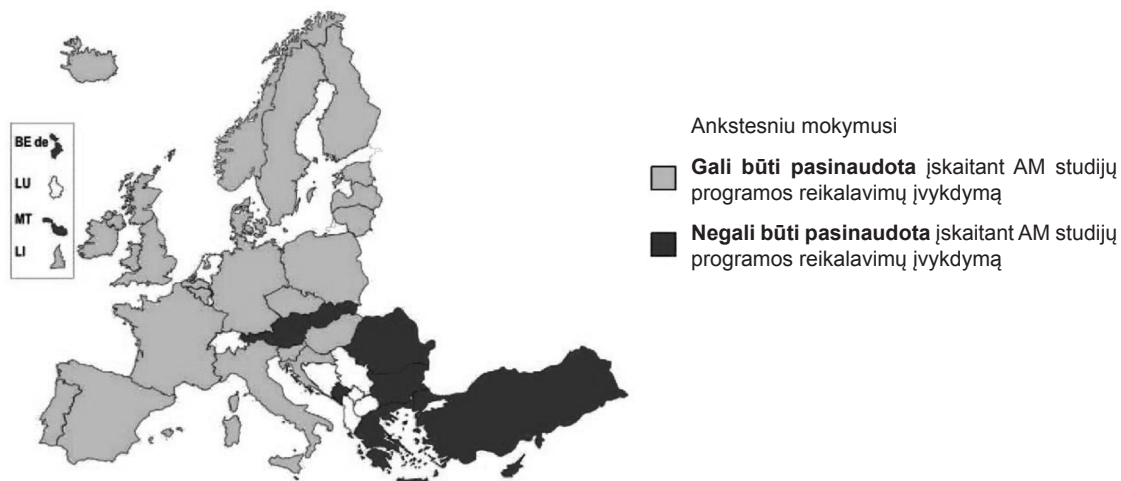 BE de
LU
MT
LI
Ankstesniu mokymusi
Gali būti pasinaudota įskaitant AM studijų
programos reikalavimų įvykdymą
Negali būti pasinaudota įskaitant AM studijų
programos reikalavimų įvykdymą